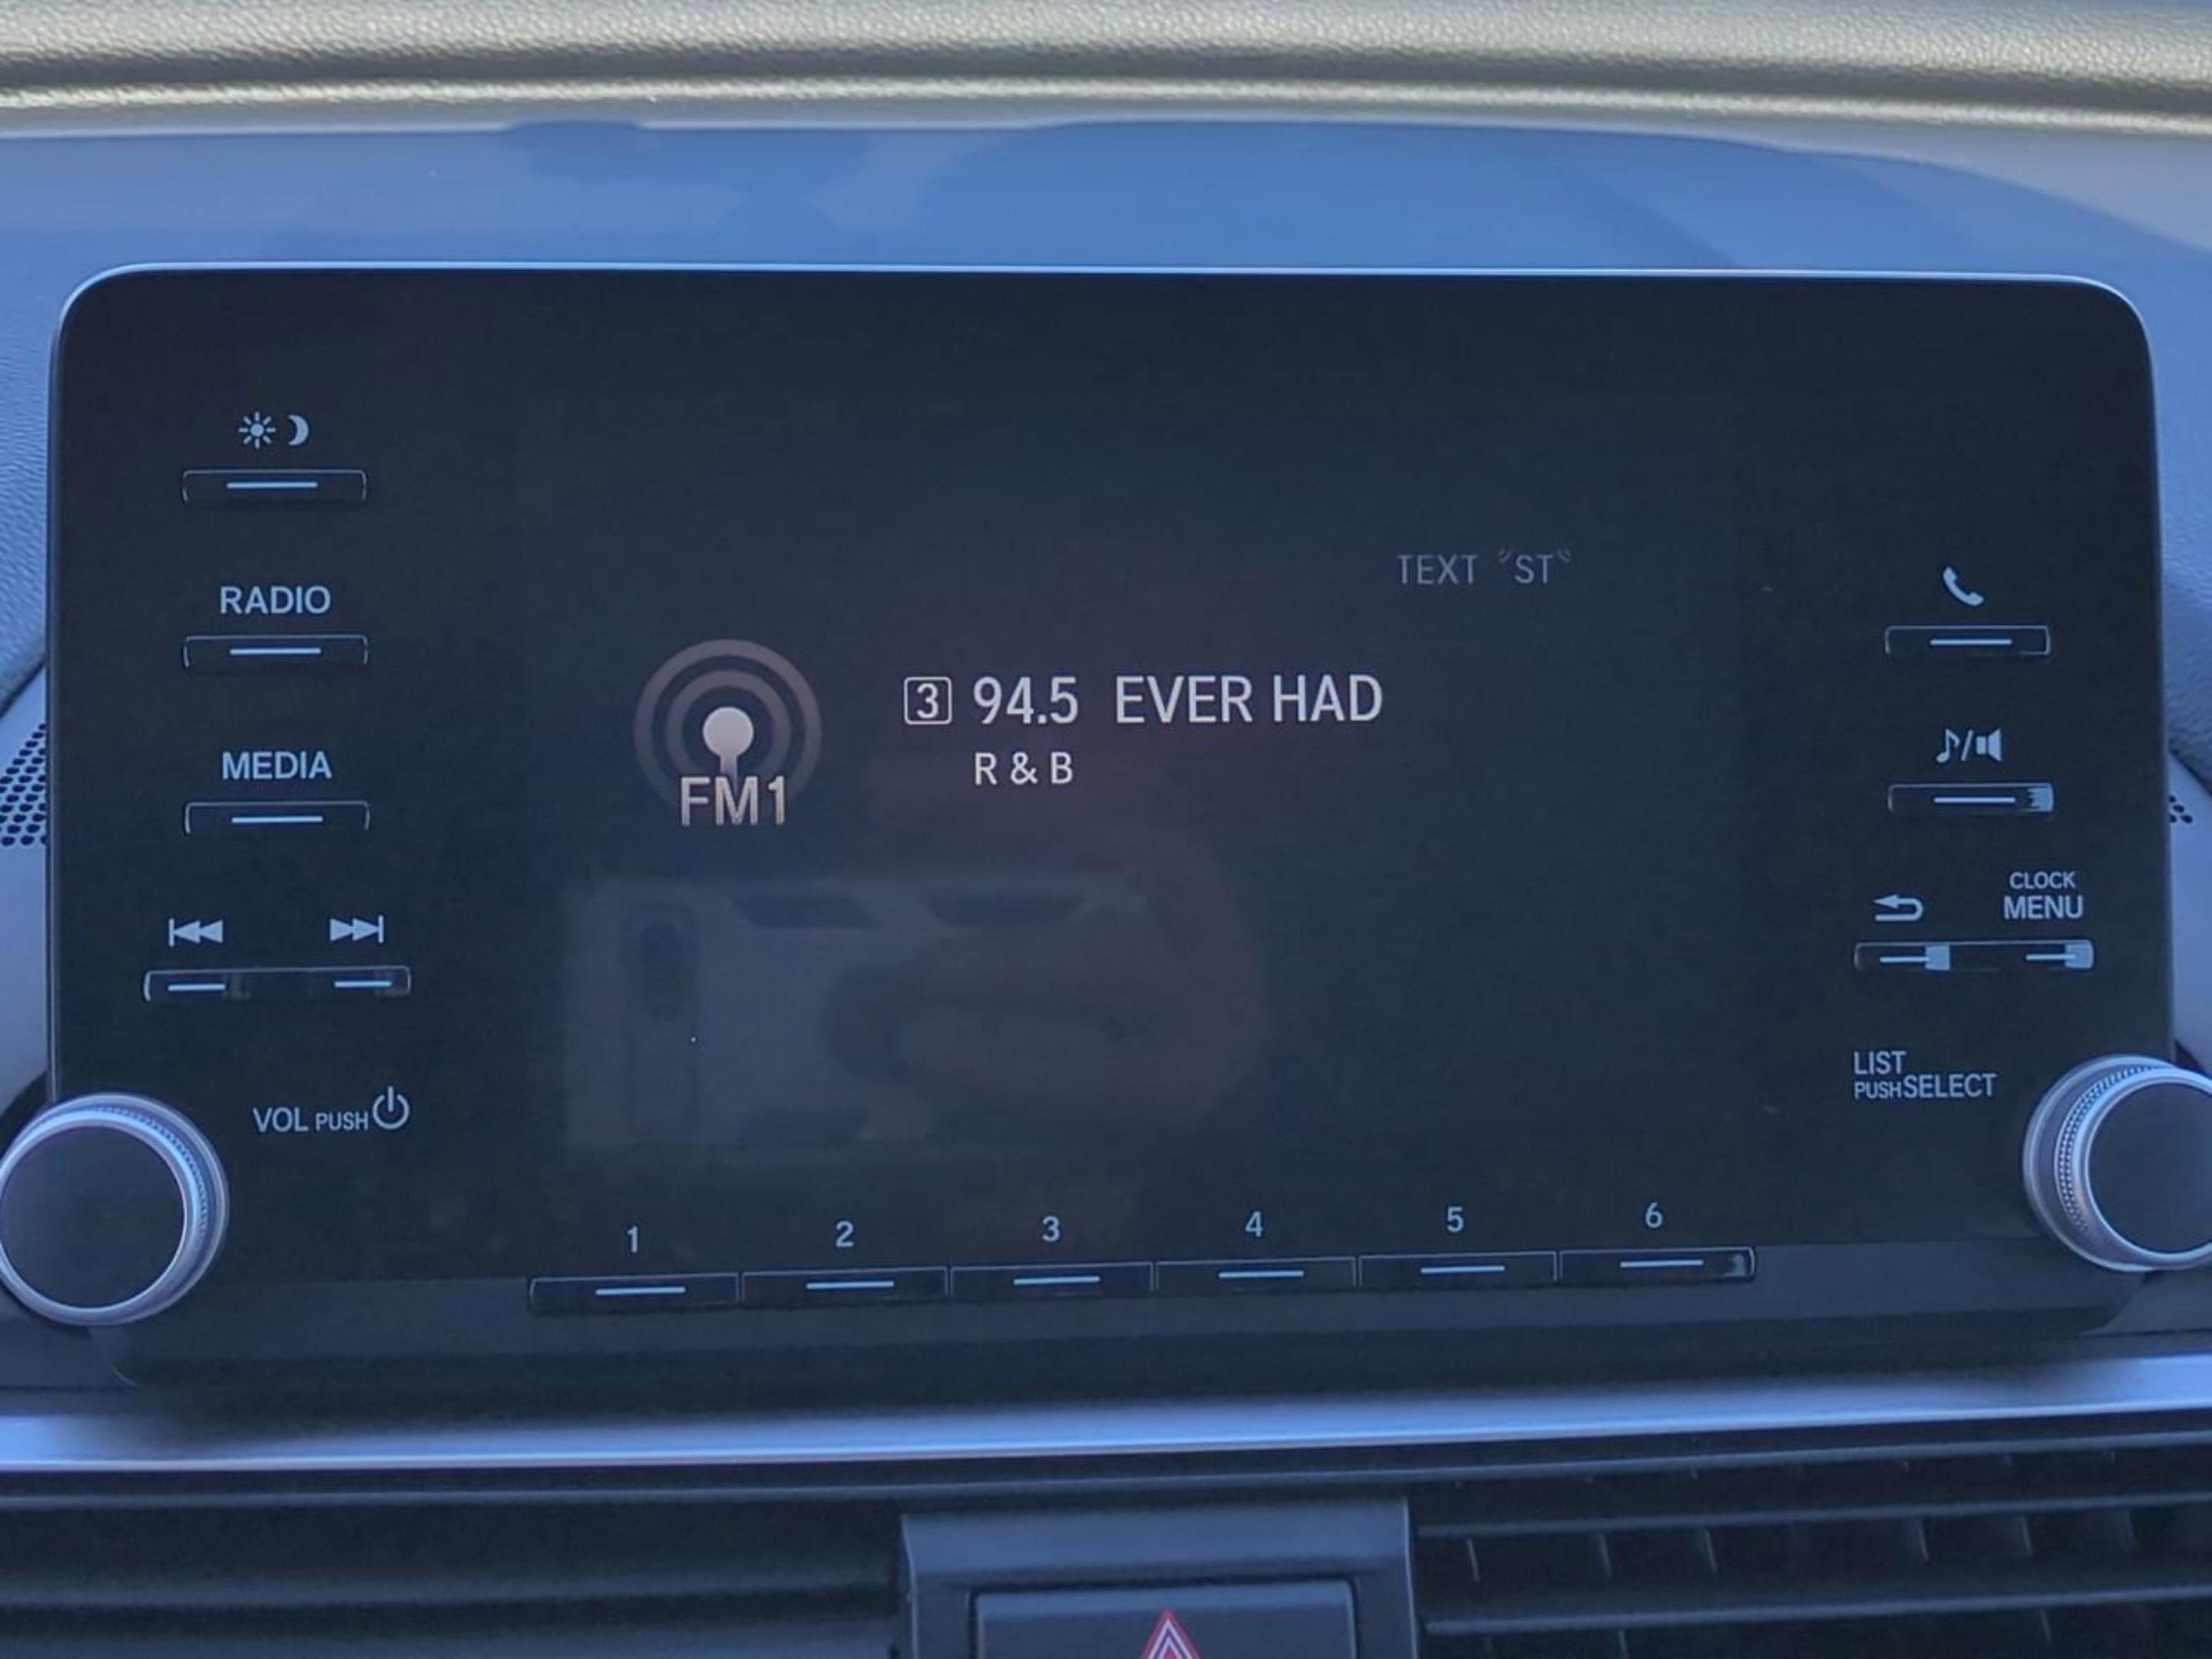 RADIO
MEDIA
VOL PUSH
TEXT "ST"
3 94.5 EVER HAD
R & B
FM1
CLOCK
MENU
LIST
PUSH SELECT
1 2 3 4 5 6